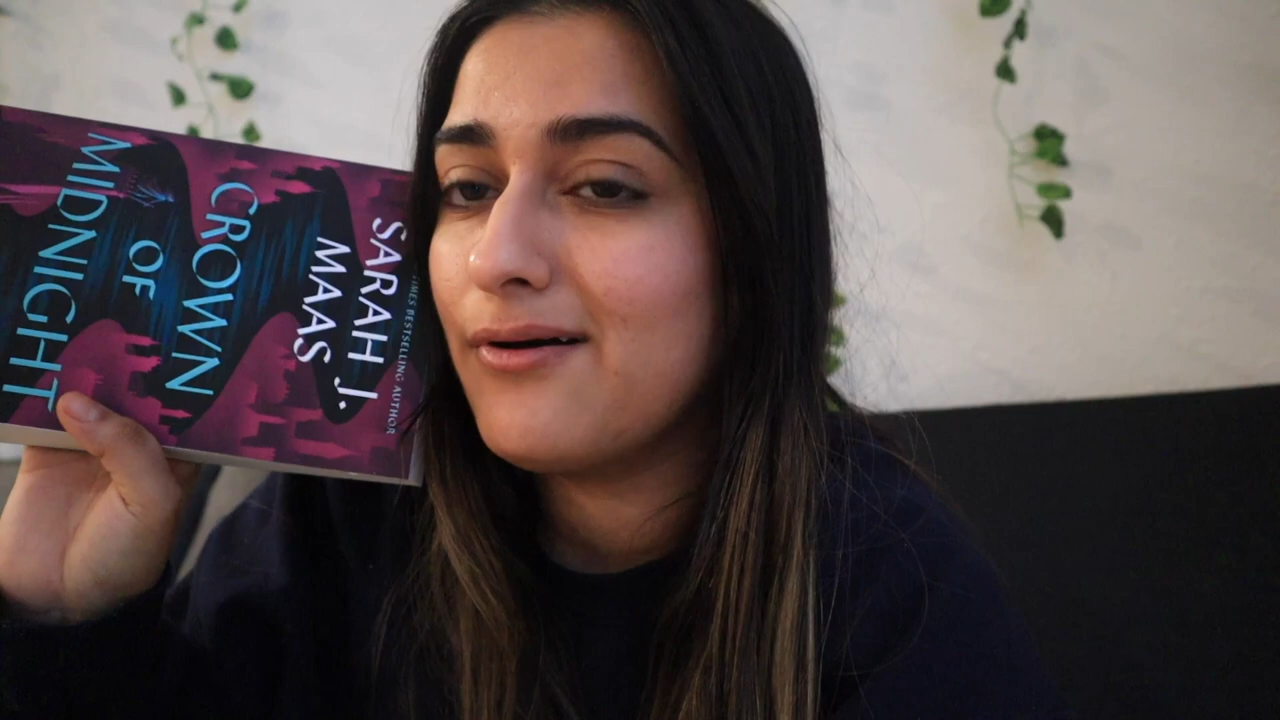 TIMES BESTSELLING AUTHOR
SARAH J.
MAAS
CROWN
OF
MIDNIGHT